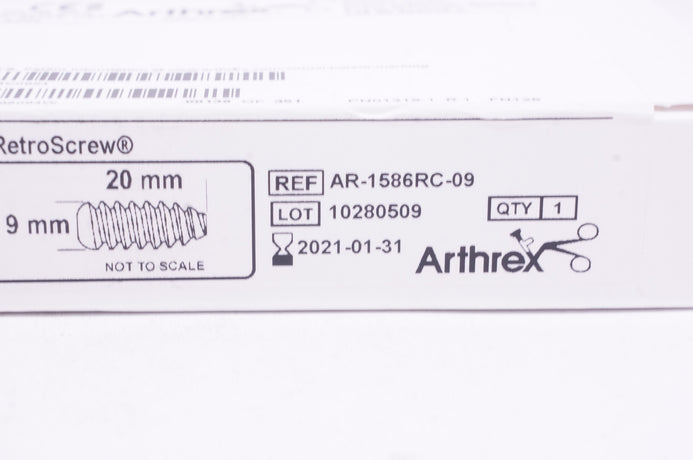 Arthrex
RetroScrew®
20 mm
9 mm
NOT TO SCALE
REF AR-1586RC-09
LOT 10280509
QTY 1
2021-01-31
Arthrex